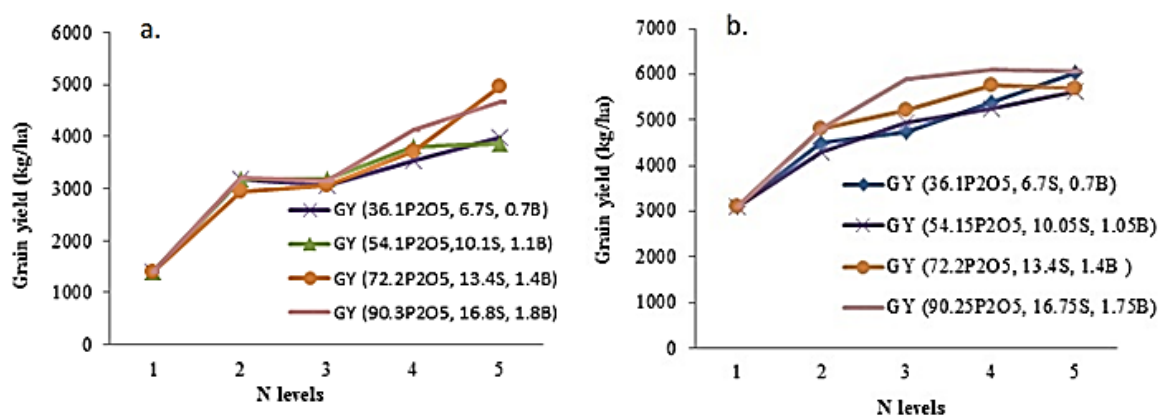 a.
Grain yield (kg/ha)
6000
5000
4000
3000
2000
1000
0
GY (36.1P2O5, 6.7S, 0.7B)
GY (54.1P2O5,10.1S, 1.1B)
GY (72.2P2O5, 13.4S, 1.4B)
GY (90.3P2O5, 16.8S, 1.8B)
1 2 3 4 5
N levels
b.
Grain yield (kg/ha)
7000
6000
5000
4000
3000
2000
1000
0
GY (36.1P2O5, 6.7S, 0.7B)
GY (54.15P2O5, 10.05S, 1.05B)
GY (72.2P2O5, 13.4S, 1.4B )
GY (90.25P2O5, 16.75S, 1.75B)
1 2 3 4 5
N levels